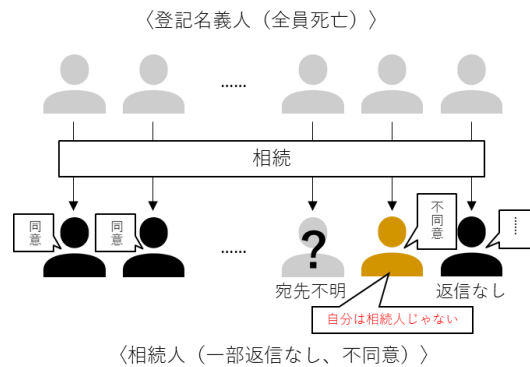 〈登記名義人（全員死亡）〉
……
相続
同意
同意
……
?
不同意
……
宛先不明
返信なし
自分は相続人じゃない
〈相続人（一部返信なし、不同意）〉